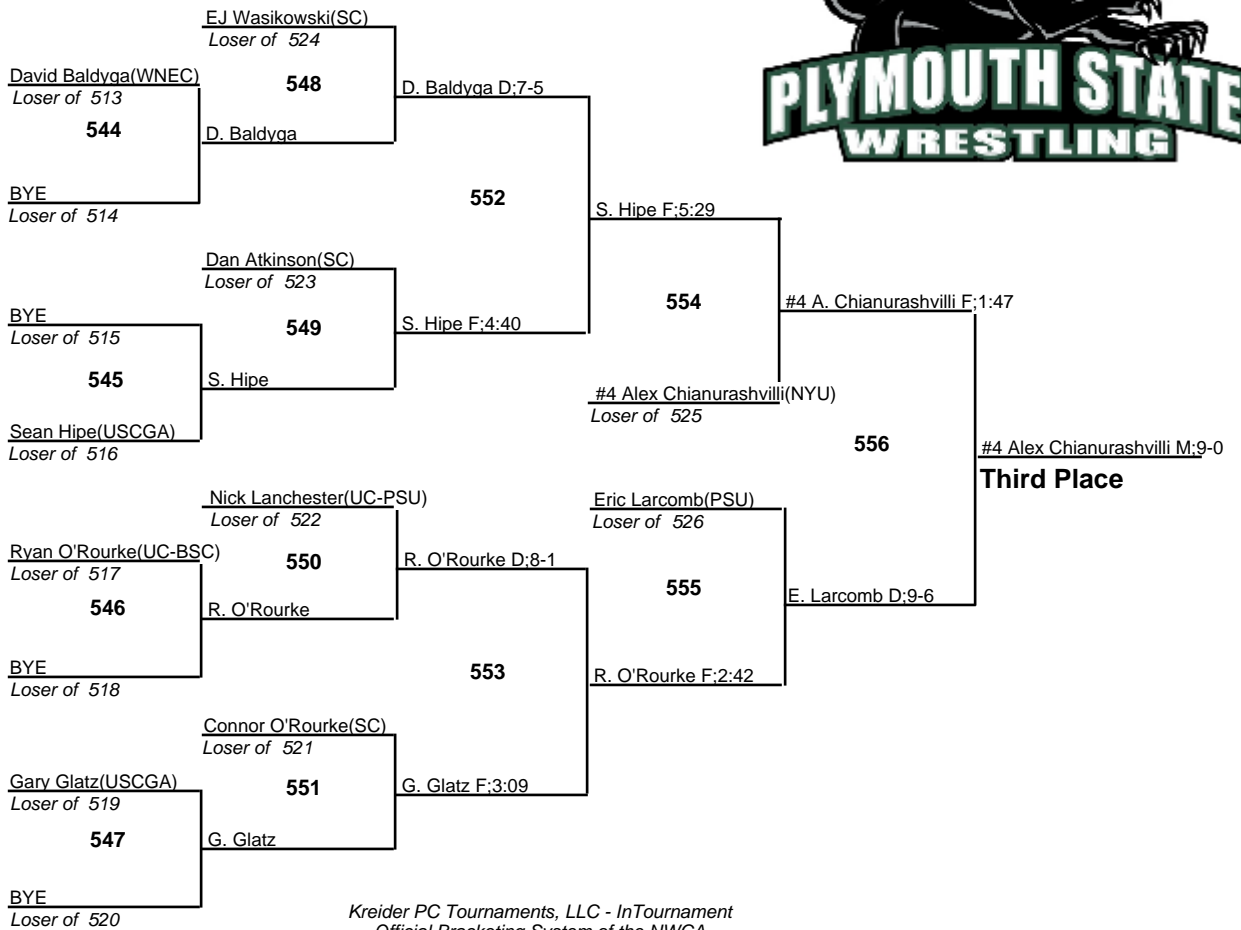 PLYMOUTH STATE
WRESTLING
EJ Wasikowski(SC)
Loser of 524
David Baldyga(WNEC)
Loser of 513
548
D. Baldyga D;7-5
544
D. Baldyga
BYE
Loser of 514
552
S. Hipe F;5:29
Dan Atkinson(SC)
Loser of 523
BYE
Loser of 515
549
S. Hipe F;4:40
554
#4 A. Chianurashvilli F;1:47
545
S. Hipe
#4 Alex Chianurashvilli(NYU)
Loser of 525
Sean Hipe(USCGA)
Loser of 516
556
#4 Alex Chianurashvilli M;9-0
Third Place
Nick Lanchester(UC-PSU)
Loser of 522
Eric Larcomb(PSU)
Loser of 526
Ryan O'Rourke(UC-BSC)
Loser of 517
550
R. O'Rourke D;8-1
555
E. Larcomb D;9-6
546
R. O'Rourke
BYE
Loser of 518
553
R. O'Rourke F;2:42
Connor O'Rourke(SC)
Loser of 521
Gary Glatz(USCGA)
Loser of 519
551
G. Glatz F;3:09
547
G. Glatz
BYE
Loser of 520
Kreider PC Tournaments, LLC - InTournament
Official Bracketing System of the NWCA